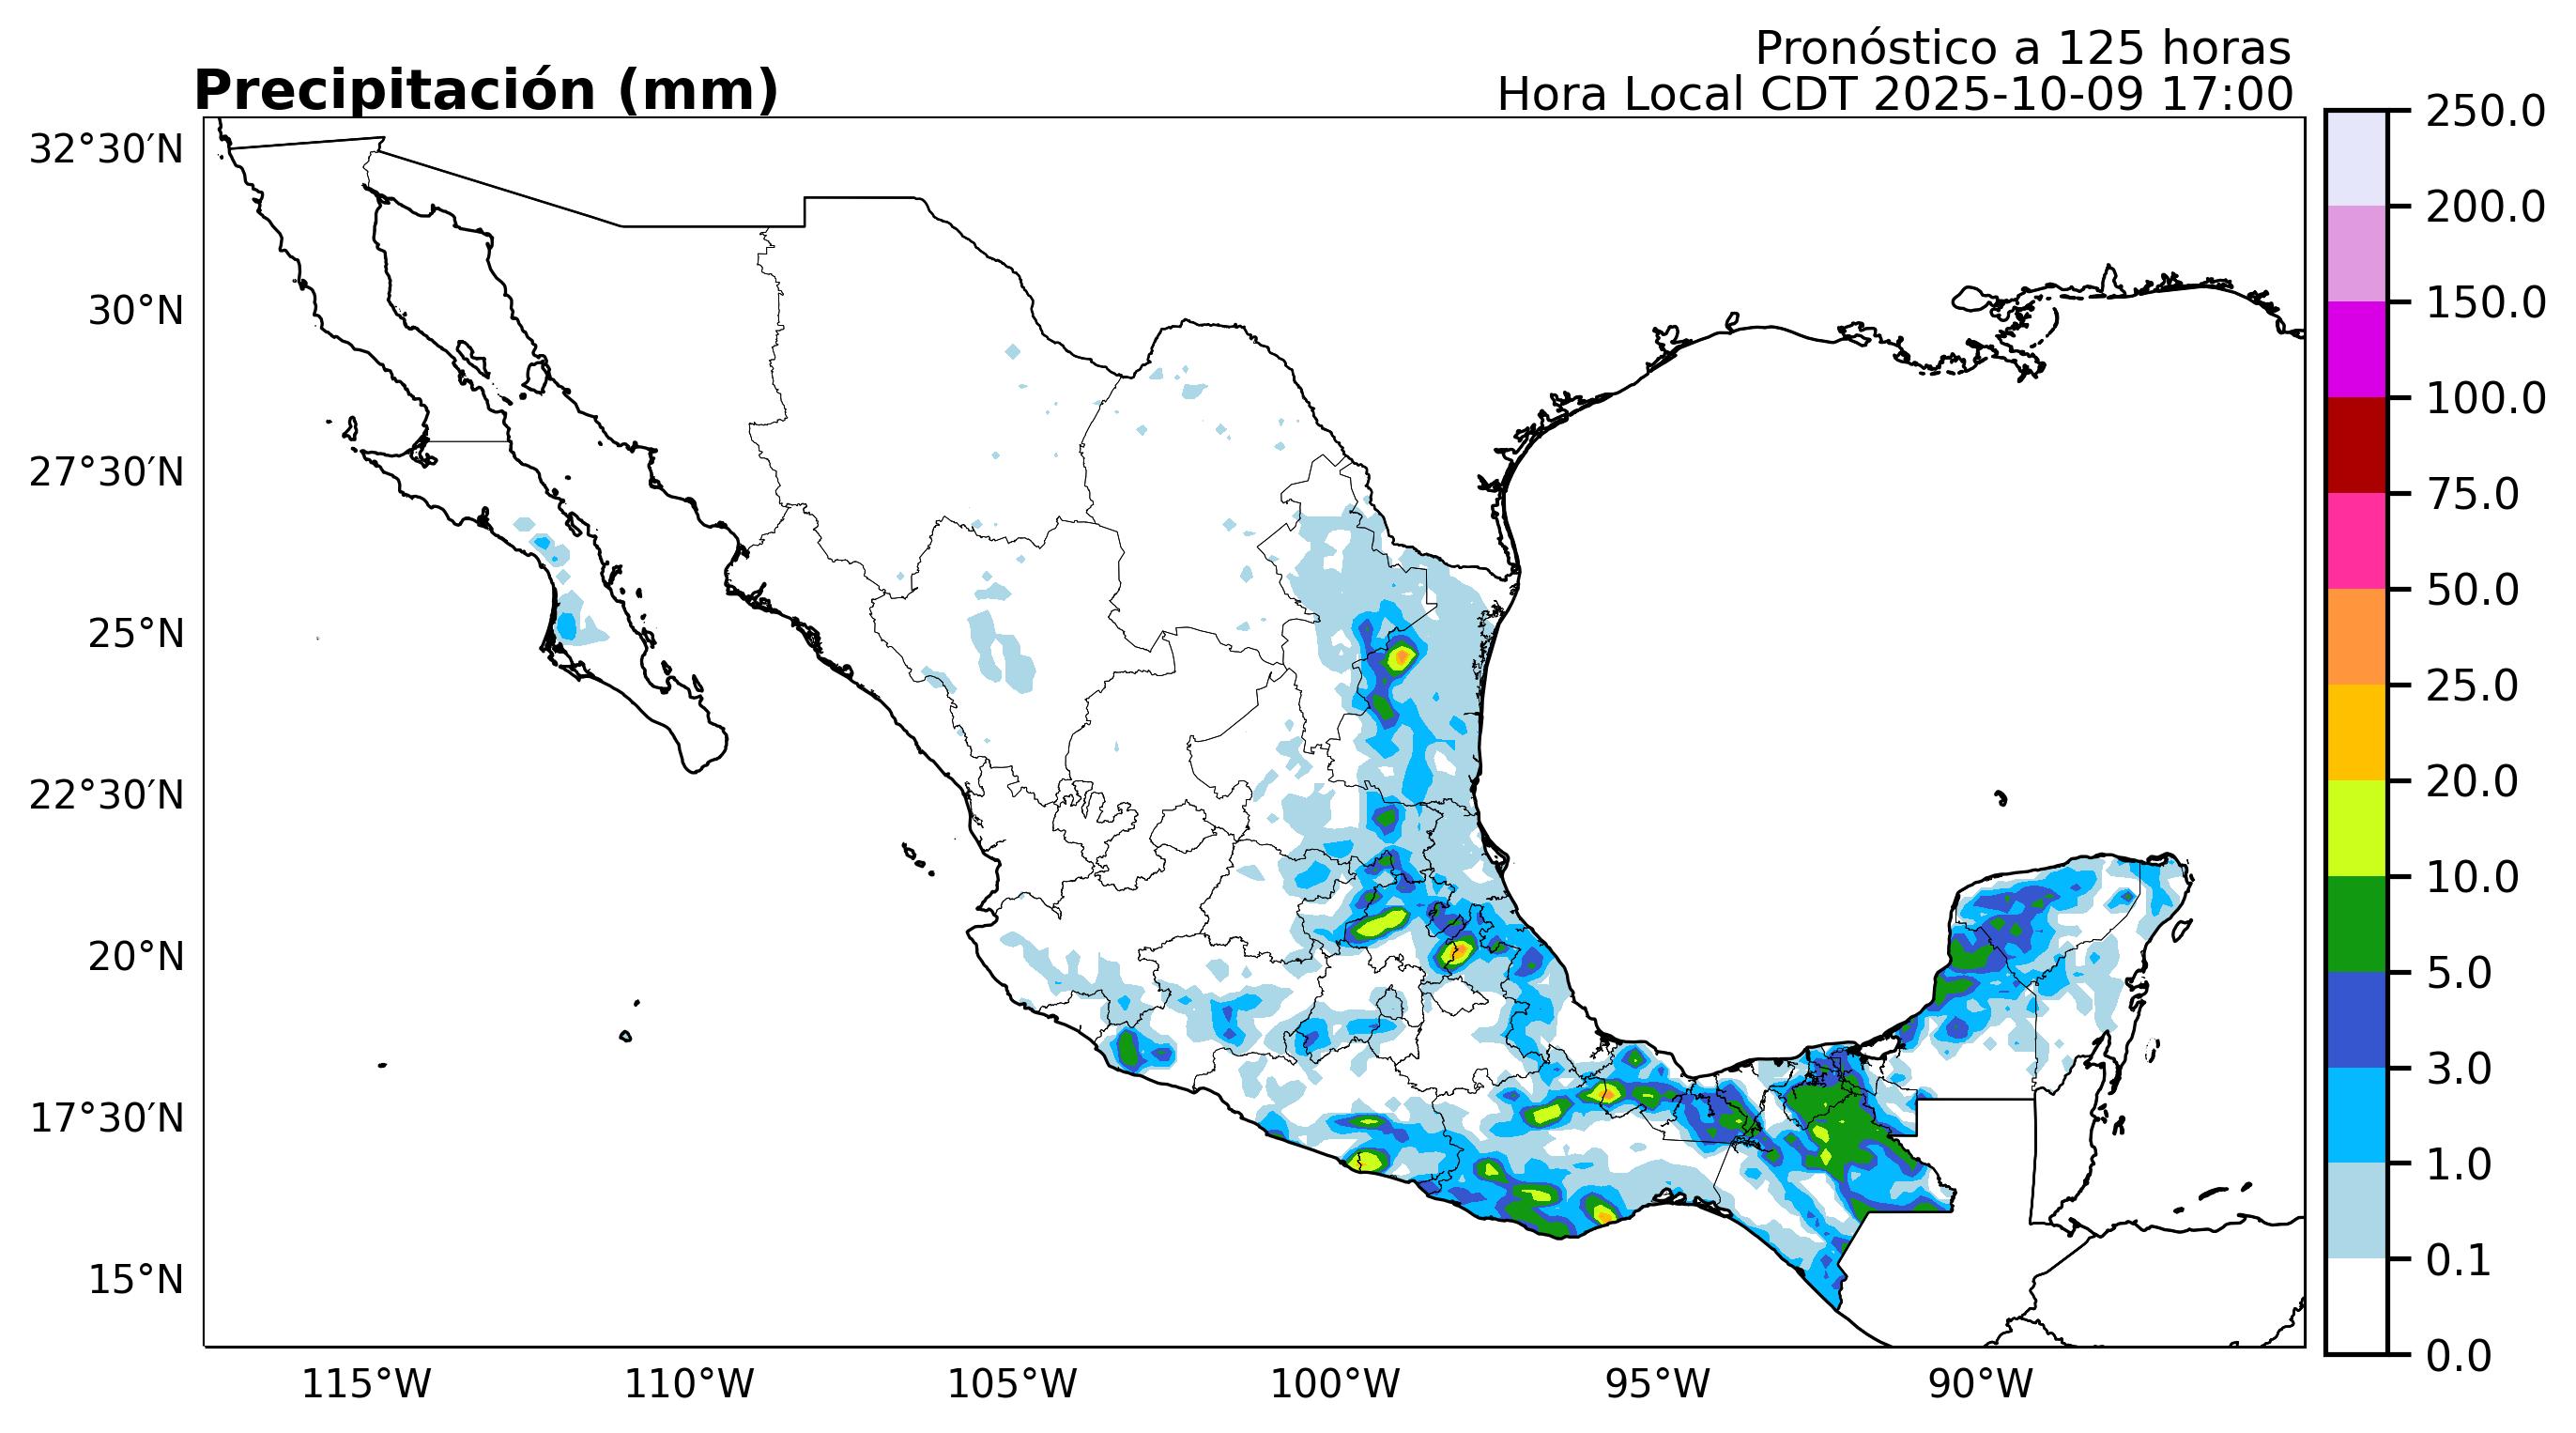 Pronóstico a 125 horas
Precipitación (mm)
Hora Local CDT 2025-10-09 17:00
32°30′N
30°N
27°30′N
25°N
22°30′N
20°N
17°30′N
15°N
115°W
110°W
105°W
100°W
95°W
90°W
250.0
200.0
150.0
100.0
75.0
50.0
25.0
20.0
10.0
5.0
3.0
1.0
0.1
0.0